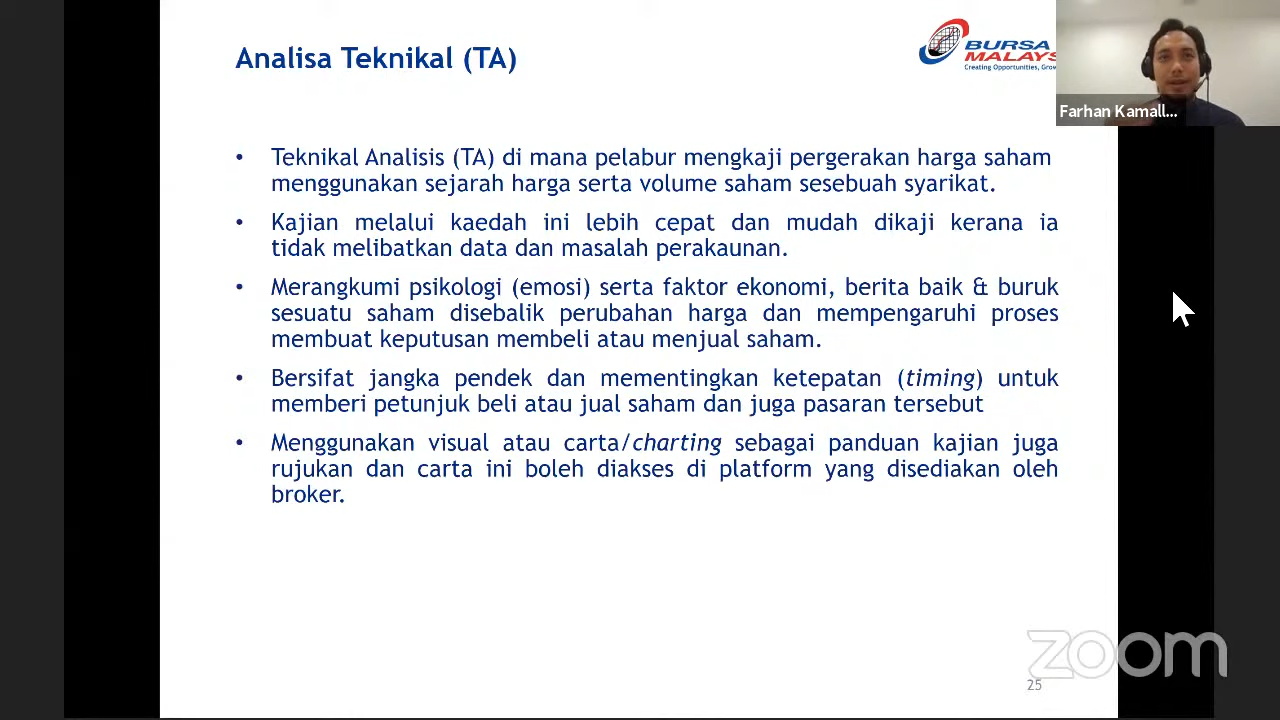 Analisa Teknikal (TA)
BURSA
MALAYS
Creating Opportunities, Grow
Farhan Kamall...
• Teknikal Analisis (TA) di mana pelabur mengkaji pergerakan harga saham
menggunakan sejarah harga serta volume saham sesebuah syarikat.
• Kajian melalui kaedah ini lebih cepat dan mudah dikaji kerana ia
tidak melibatkan data dan masalah perakaunan.
• Merangkumi psikologi (emosi) serta faktor ekonomi, berita baik & buruk
sesuatu saham disebalik perubahan harga dan mempengaruhi proses
membuat keputusan membeli atau menjual saham.
• Bersifat jangka pendek dan mementingkan ketepatan (timing) untuk
memberi petunjuk beli atau jual saham dan juga pasaran tersebut
• Menggunakan visual atau carta/charting sebagai panduan kajian juga
rujukan dan carta ini boleh diakses di platform yang disediakan oleh
broker.
zoom
25